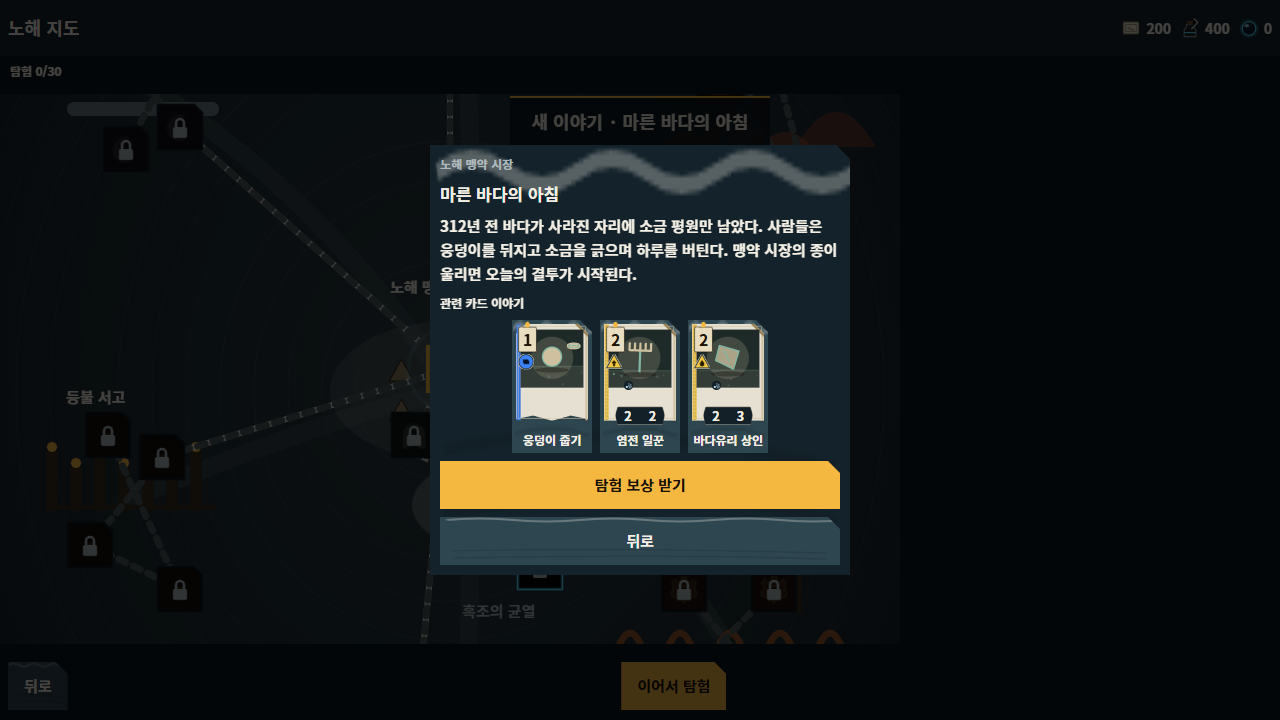 노해 지도
200
400
0
탐험 0/30
새 이야기 · 마른 바다의 아침
노해 맹약 시장
마른 바다의 아침
312년 전 바다가 사라진 자리에 소금 평원만 남았다. 사람들은
웅덩이를 뒤지고 소금을 긁으며 하루를 버틴다. 맹약 시장의 종이
울리면 오늘의 결투가 시작된다.
관련 카드 이야기
노해
등불 서고
1
2
2
2 2
2 3
웅덩이 줍기
염전 일꾼
바다유리 상인
탐험 보상 받기
뒤로
흑조의 균열
뒤로
이어서 탐험